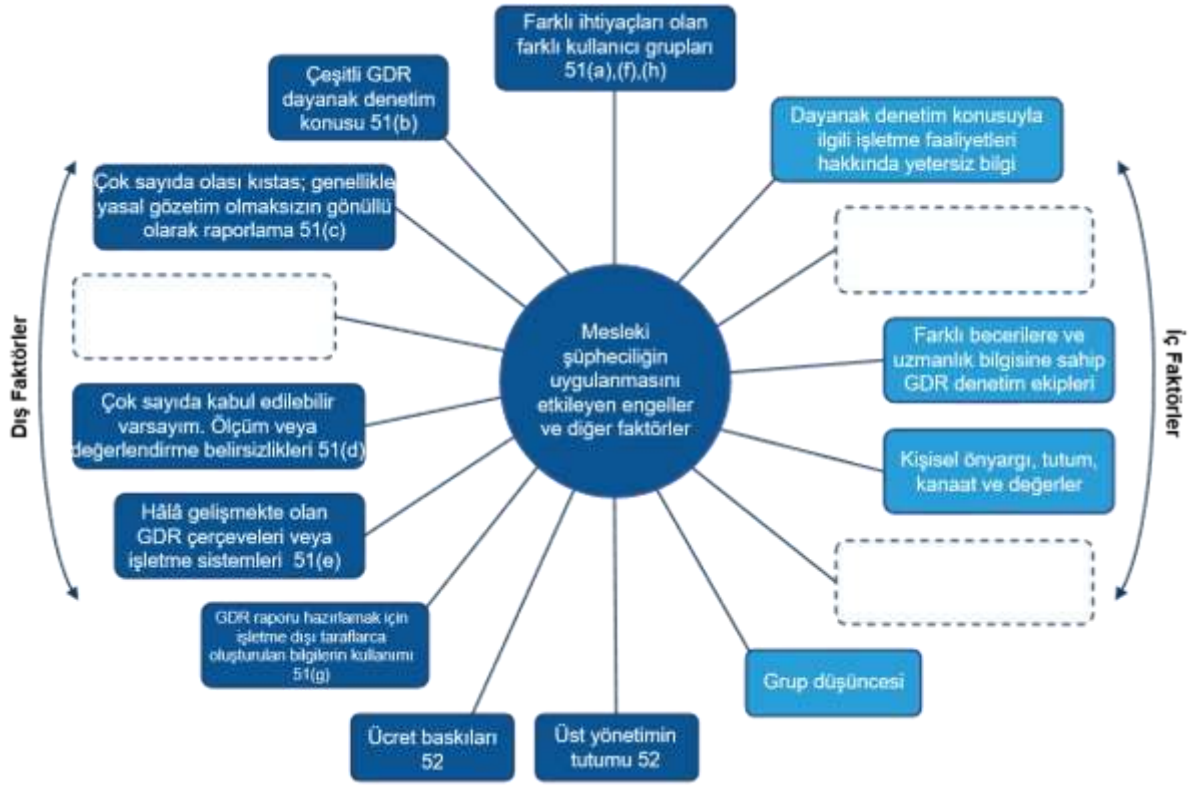 Farklı ihtiyaçları olan
farklı kullanıcı grupları
51(a),(f),(h)
Çeşitli GDR
dayanak denetim
konusu 51(b)
Dayanak denetim konusuyla
ilgili işletme faaliyetleri
hakkında yetersiz bilgi
Çok sayıda olası kıstas; genellikle
yasal gözetim olmaksızın gönüllü
olarak raporlama 51(c)
Dış Faktörler
İç Faktörler
Mesleki
şüpheciliğin
uygulanmasını
etkileyen engeller
ve diğer faktörler
Farklı becerilere ve
uzmanlık bilgisine sahip
GDR denetim ekipleri
Çok sayıda kabul edilebilir
varsayım. Ölçüm veya
değerlendirme belirsizlikleri 51(d)
Kişisel önyargı, tutum,
kanaat ve değerler
Hâlâ gelişmekte olan
GDR çerçeveleri veya
işletme sistemleri 51(e)
GDR raporu hazırlamak için
işletme dışı taraflarca
oluşturulan bilgilerin kullanımı
51(g)
Grup düşüncesi
Ücret baskıları
52
Üst yönetimin
tutumu 52